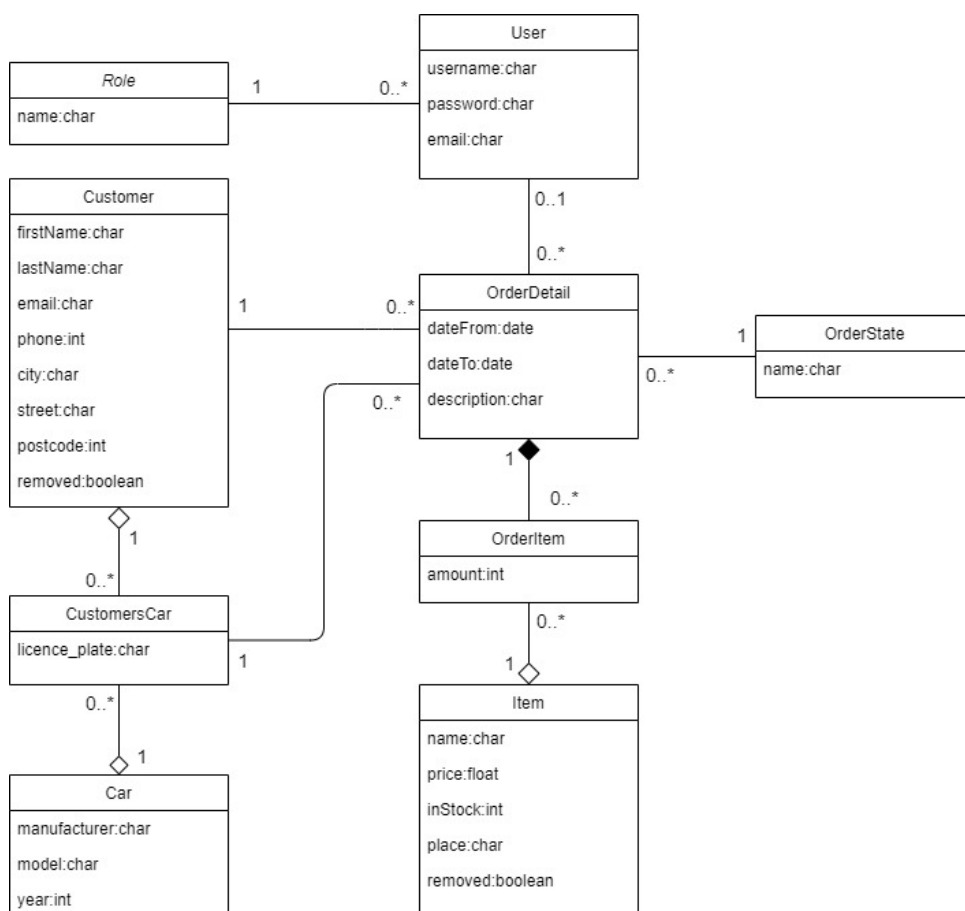 User
username:char
password:char
email:char
Role
name:char
1
0..*
0..1
0..*
Customer
firstName:char
lastName:char
email:char
phone:int
city:char
street:char
postcode:int
removed:boolean
1
0..*
OrderDetail
dateFrom:date
dateTo:date
description:char
1
0..*
OrderState
name:char
0..*
1
0..*
1
0..*
OrderItem
amount:int
CustomersCar
licence_plate:char
1
0..*
1
0..*
1
Item
name:char
price:float
inStock:int
place:char
removed:boolean
Car
manufacturer:char
model:char
year:int